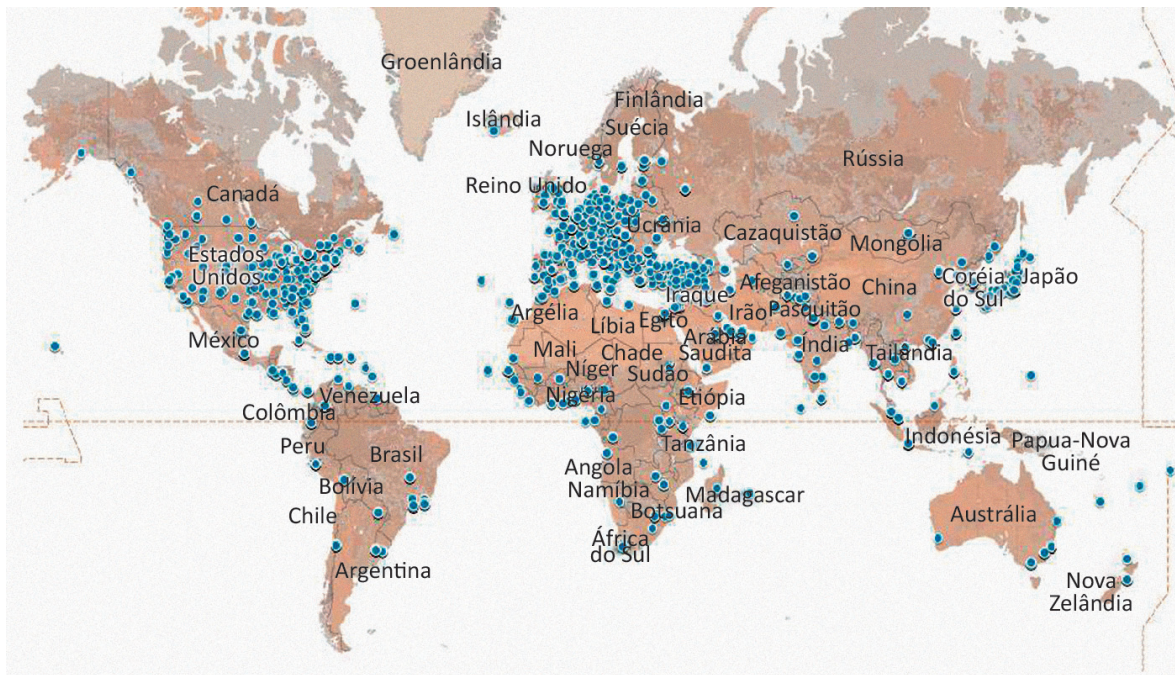 Groenlândia
Islândia
Finlândia
Suécia
Noruega
Rússia
Reino Unido
Canadá
Ucrânia
Cazaquistão
Mongólia
Estados
Unidos
Afeganistão
China
Coréia
do Sul
Japão
Iraque
Irão
Pasquitão
Argélia
Líbia
Egito
México
Mali
Chade
Arábia
Saudita
Índia
Tailândia
Níger
Sudão
Venezuela
Nigéria
Etiópia
Colômbia
Peru
Brasil
Tanzânia
Indonésia
Papua-Nova
Guiné
Angola
Bolívia
Namíbia
Madagascar
Chile
Botsuana
Austrália
África
do Sul
Argentina
Nova
Zelândia